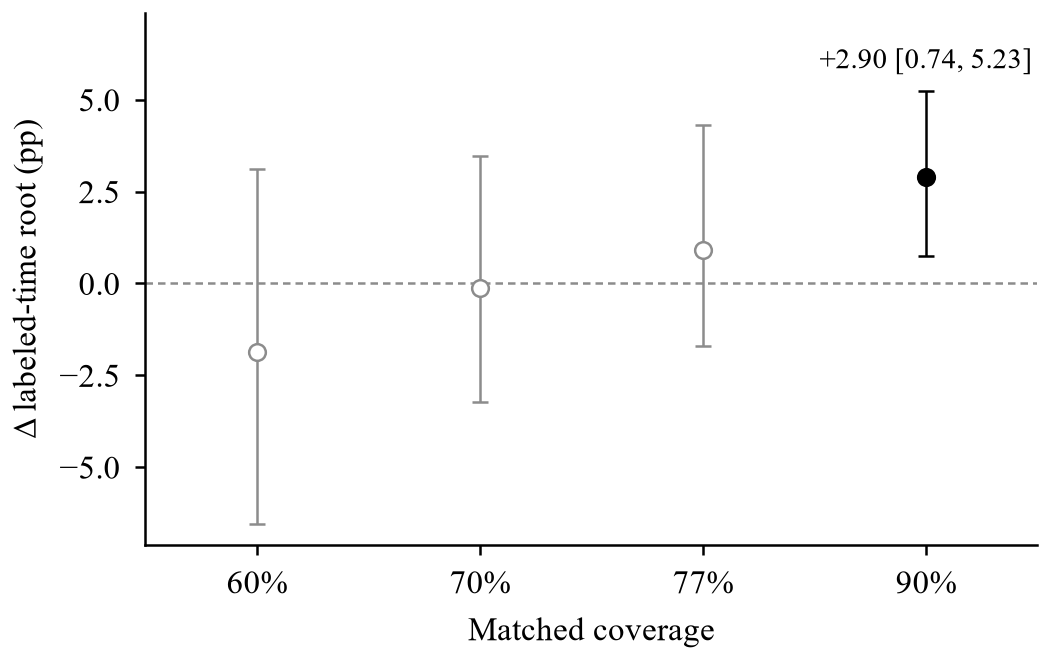 +2.90 [0.74, 5.23]
5.0
2.5
0.0
−2.5
−5.0
Δ labeled-time root (pp)
60% 70% 77% 90%
Matched coverage